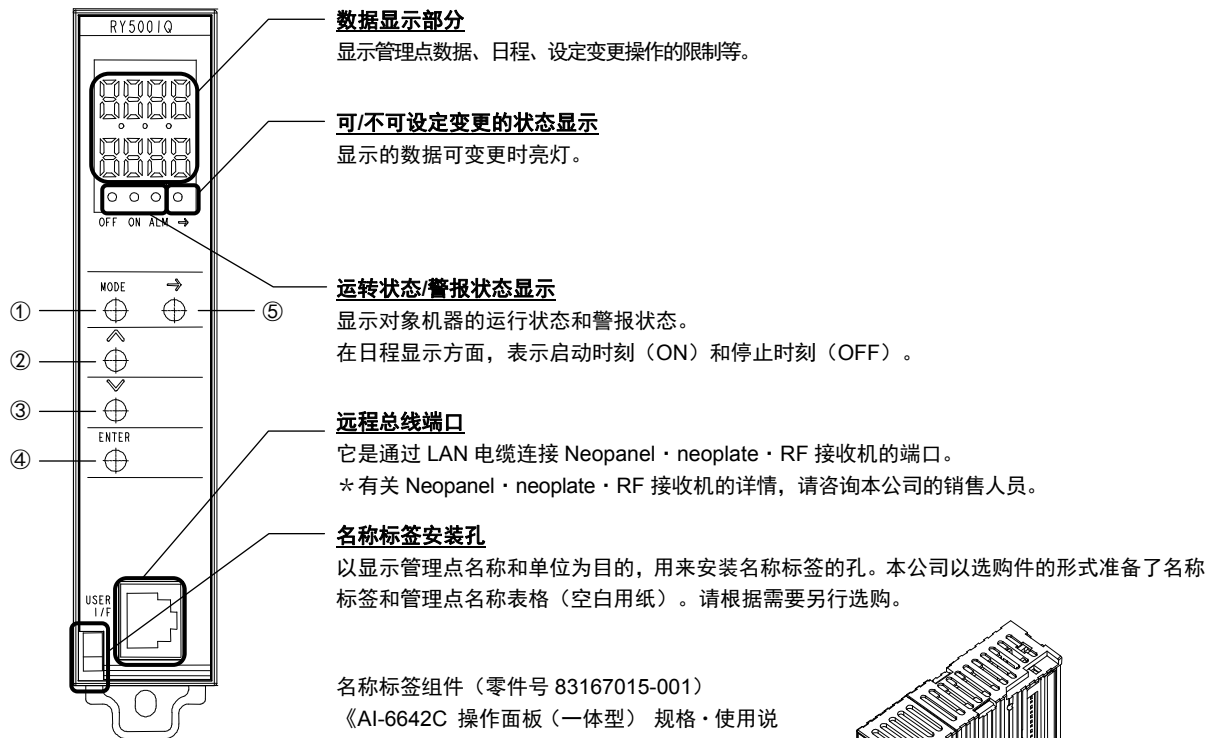 RY5001Q
OFF ON ALM →
MODE →
① ⑤
②
③
ENTER
④
USER
I/F
数据显示部分
显示管理点数据、日程、设定变更操作的限制等。
可/不可设定变更的状态显示
显示的数据可变更时亮灯。
运转状态/警报状态显示
显示对象机器的运行状态和警报状态。
在日程显示方面，表示启动时刻（ON）和停止时刻（OFF）。
远程总线端口
它是通过 LAN 电缆连接 Neopanel・neoplate・RF 接收机的端口。
＊有关 Neopanel・neoplate・RF 接收机的详情，请咨询本公司的销售人员。
名称标签安装孔
以显示管理点名称和单位为目的，用来安装名称标签的孔。本公司以选购件的形式准备了名称
标签和管理点名称表格（空白用纸）。请根据需要另行选购。
名称标签组件（零件号 83167015-001）
《AI-6642C 操作面板（一体型） 规格・使用说